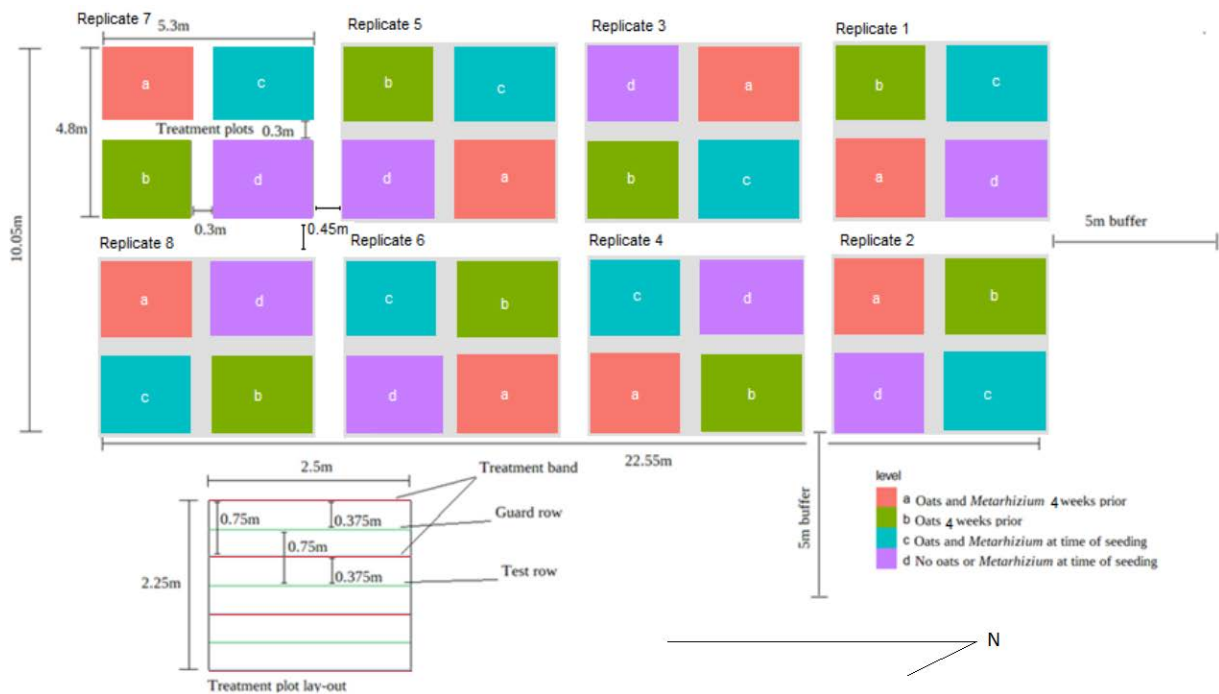 Replicate 7
Replicate 5
Replicate 3
Replicate 1
5.3m
a
c
b
c
d
a
b
c
4.8m
Treatment plots
0.3m
b
d
d
a
b
c
a
d
0.3m
0.45m
10.05m
5m buffer
Replicate 8
Replicate 6
Replicate 4
Replicate 2
a
d
c
b
c
d
a
b
c
b
d
a
a
b
d
c
22.55m
2.5m
Treatment band
0.75m
0.375m
Guard row
0.75m
0.375m
Test row
2.25m
Treatment plot lay-out
5m buffer
level
a Oats and Metarhizium 4 weeks prior
b Oats 4 weeks prior
c Oats and Metarhizium at time of seeding
d No oats or Metarhizium at time of seeding
N